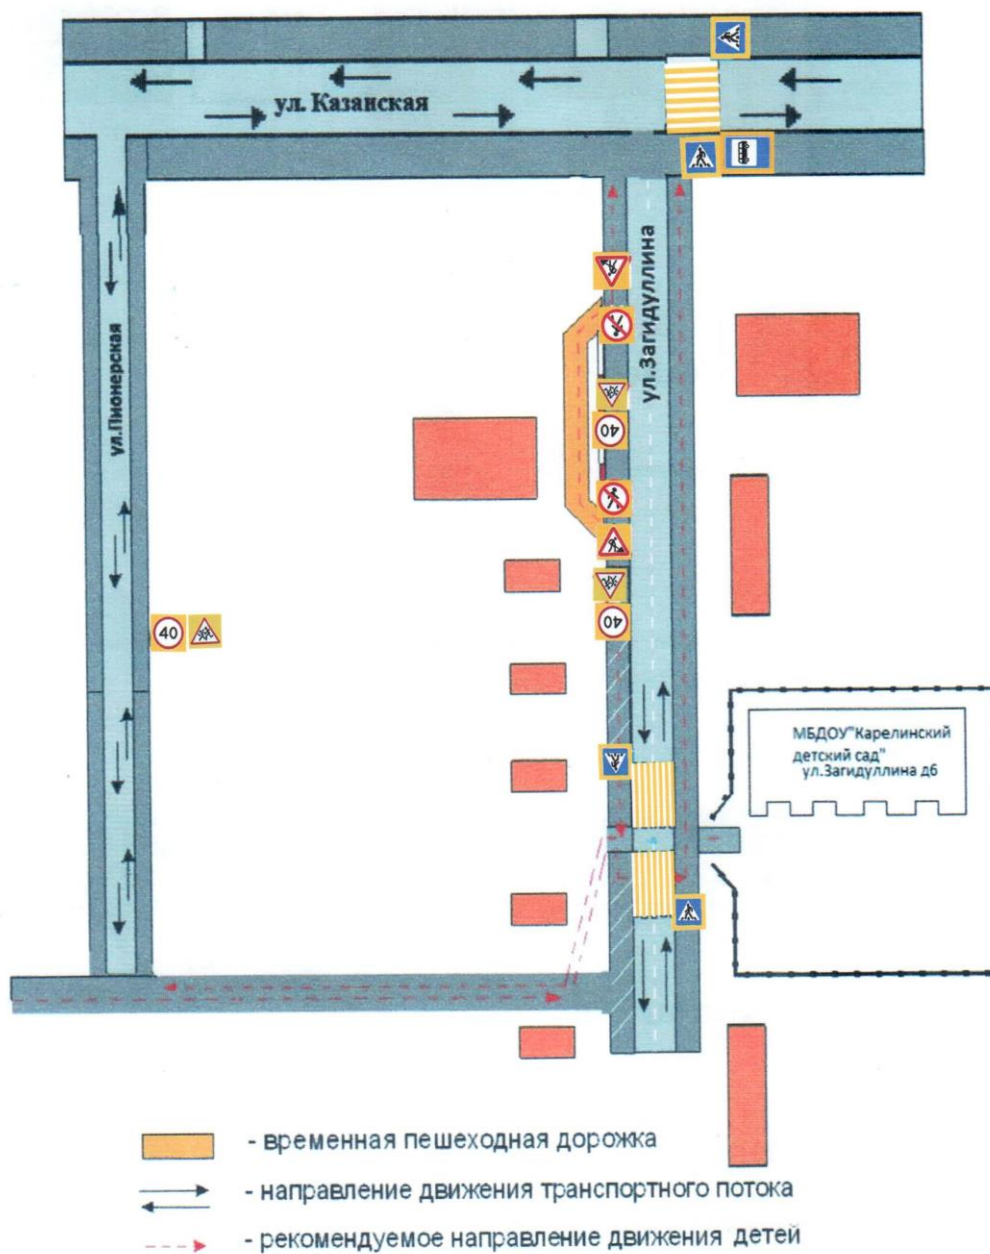 ул. Казанская
ул.Загидуллина
ул.Пионерская
40
40
40
МБДОУ"Карелинский
детский сад"
ул.Загидуллина д6
- временная пешеходная дорожка
- направление движения транспортного потока
- рекомендуемое направление движения детей